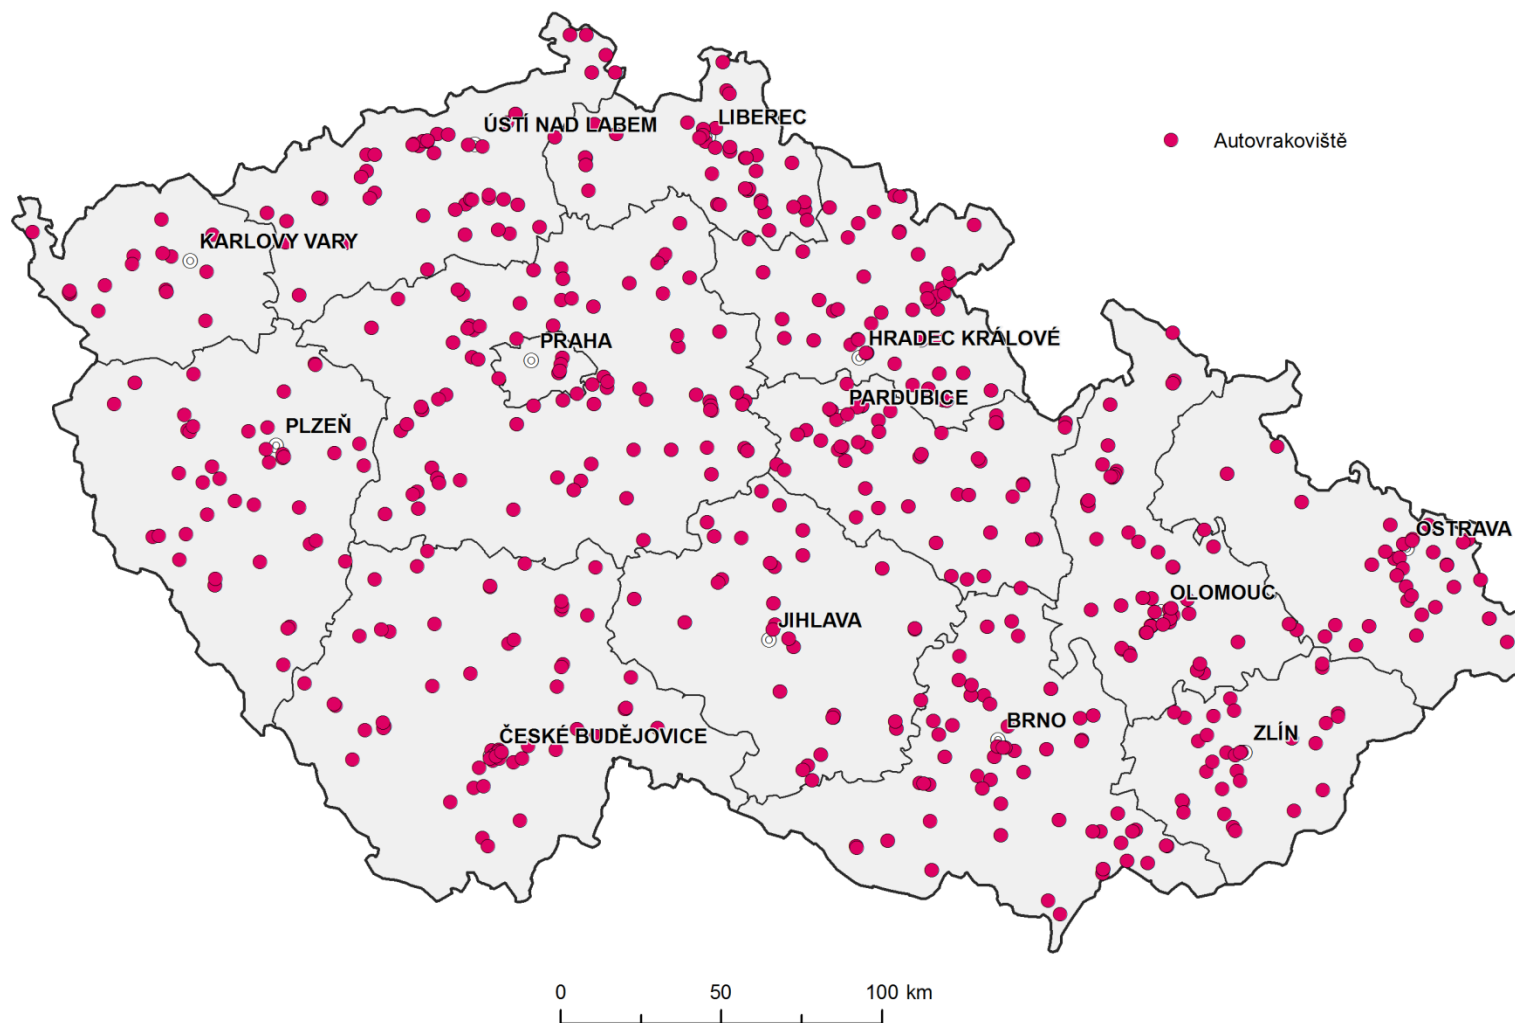 ÚSTÍ NAD LABEM
LIBEREC
Autovrakoviště
KARLOVY VARY
PRAHA
HRADEC KRÁLOVÉ
PARDUBICE
PLZEŇ
OSTRAVA
OLOMOUC
JIHLAVA
BRNO
ZLÍN
ČESKÉ BUDĚJOVICE
0 50 100 km